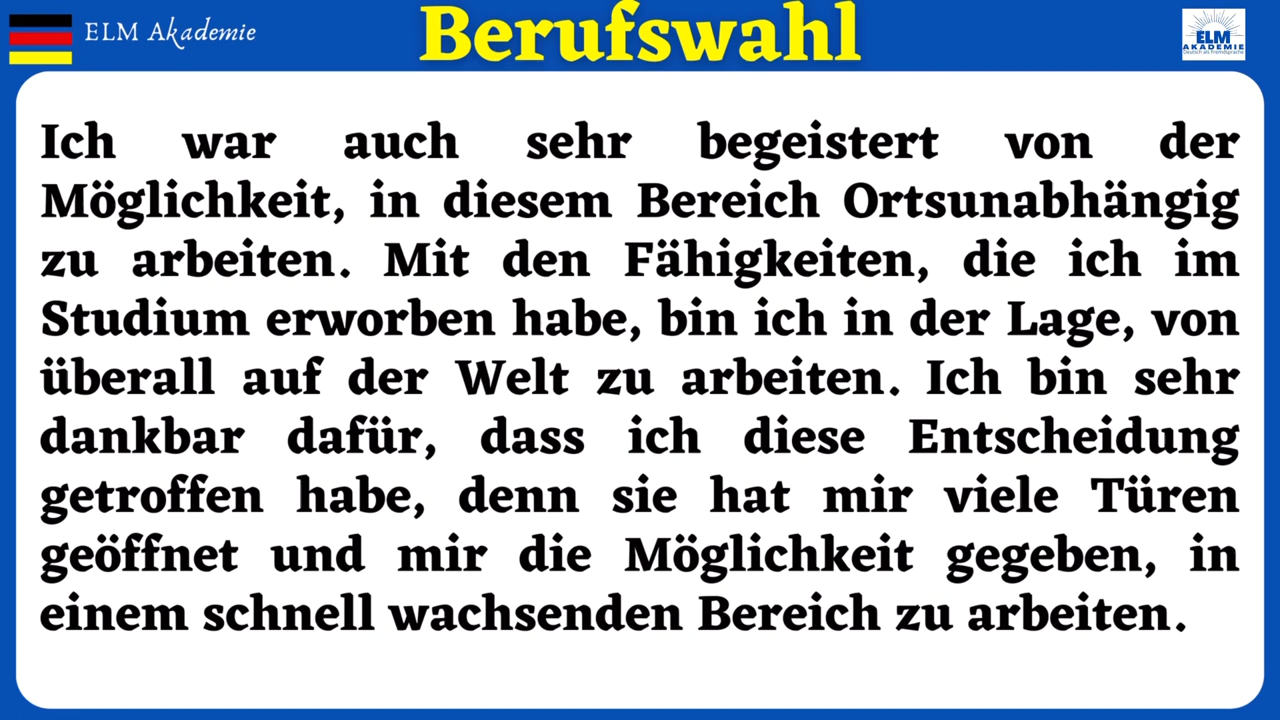 ELM Akademie
Berufswahl
ELM
AKADEMIE
Deutsch als Fremdsprache
Ich war auch sehr begeistert von der
Möglichkeit, in diesem Bereich Ortsunabhängig
zu arbeiten. Mit den Fähigkeiten, die ich im
Studium erworben habe, bin ich in der Lage, von
überall auf der Welt zu arbeiten. Ich bin sehr
dankbar dafür, dass ich diese Entscheidung
getroffen habe, denn sie hat mir viele Türen
geöffnet und mir die Möglichkeit gegeben, in
einem schnell wachsenden Bereich zu arbeiten.